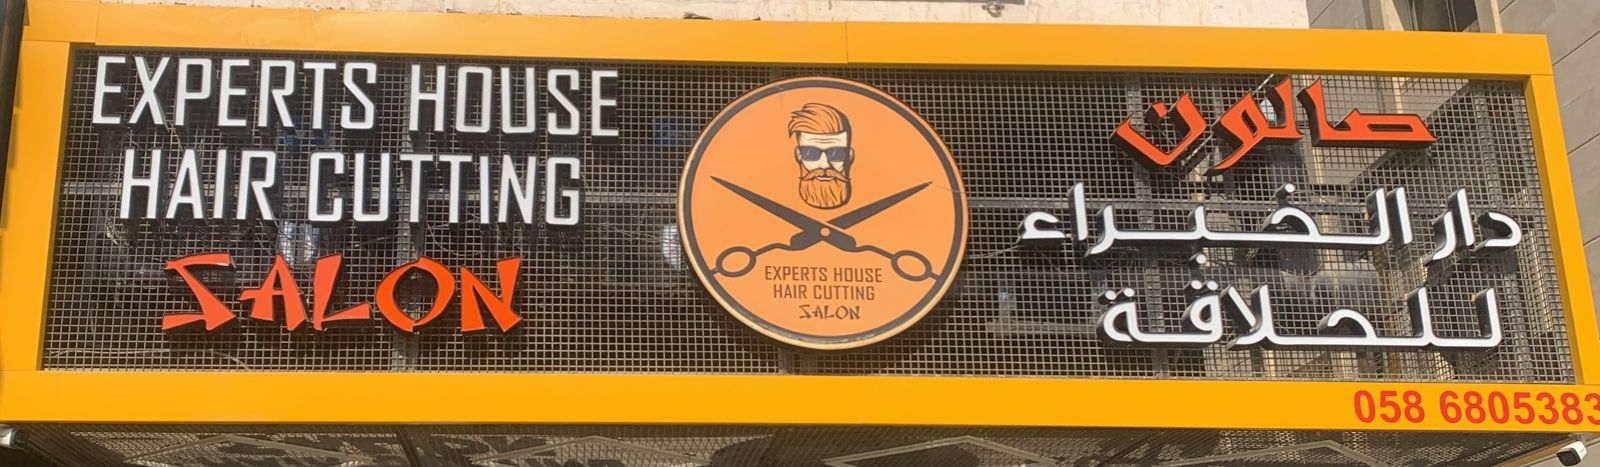 EXPERTS HOUSE
HAIR CUTTING
SALON
EXPERTS HOUSE
HAIR CUTTING
SALON
صالون
دار الخبراء
للحلاقة
058 6805383